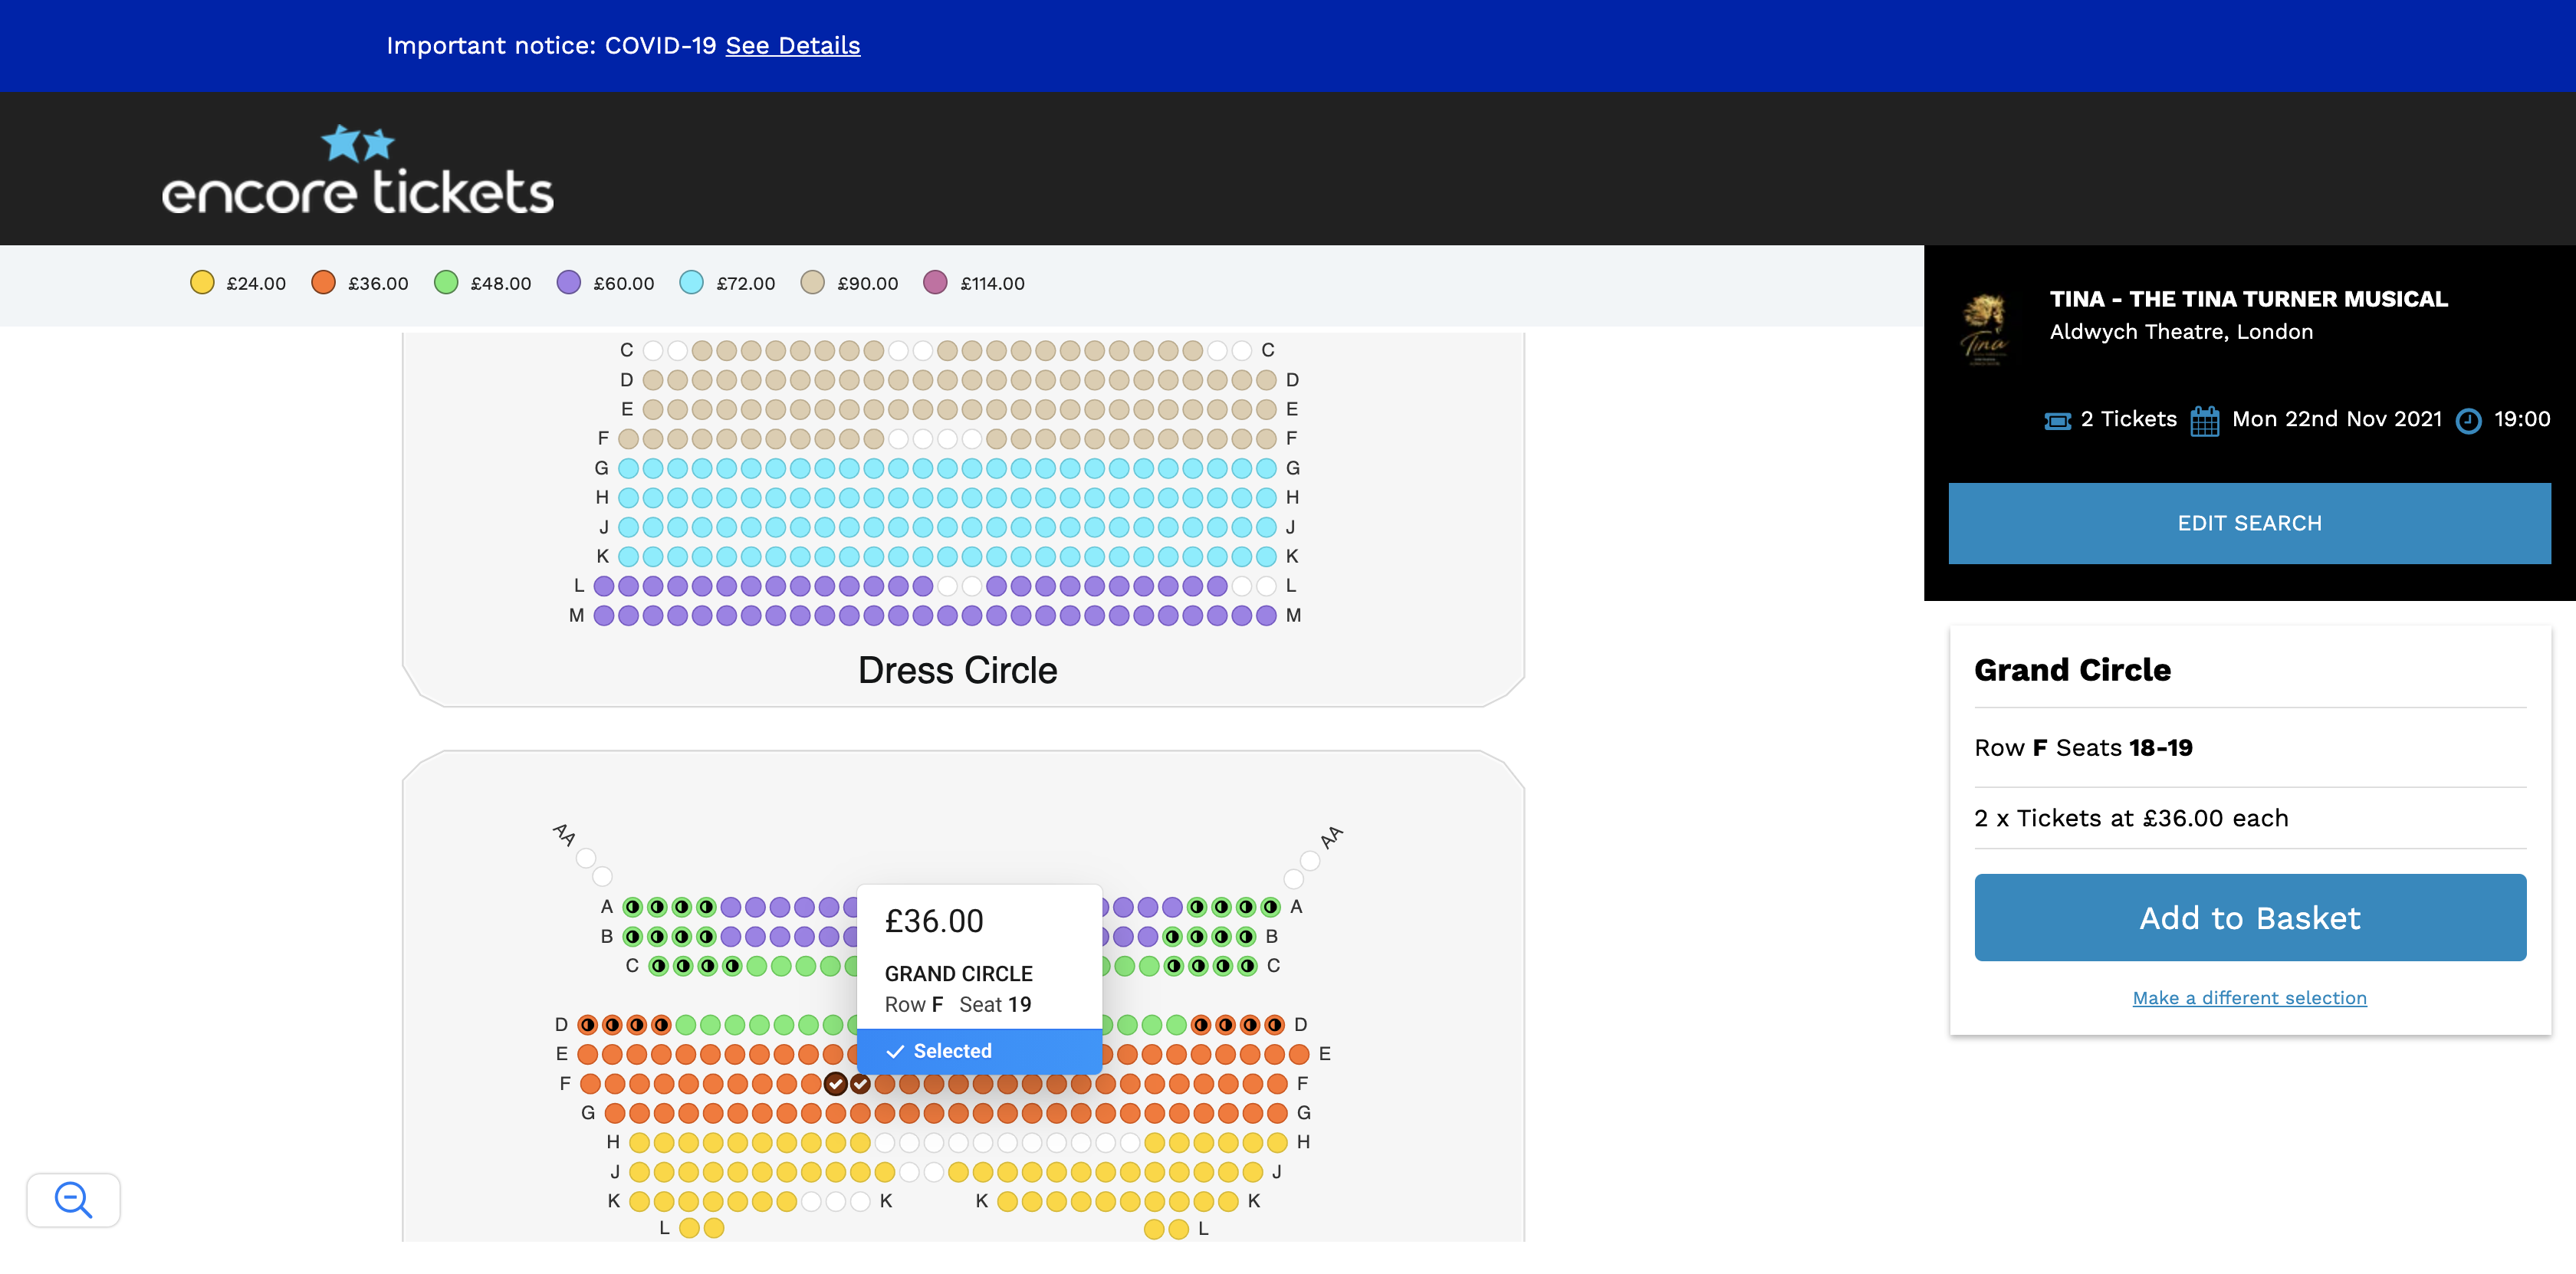 Important notice: COVID-19 See Details
encore tickets
£24.00 £36.00 £48.00 £60.00 £72.00 £90.00 £114.00
TINA - THE TINA TURNER MUSICAL
Aldwych Theatre, London
Tina
2 Tickets Mon 22nd Nov 2021 19:00
EDIT SEARCH
C C
D D
E E
F F
G G
H H
J J
K K
L L
M M
Dress Circle
AA AA
A A
B B
C C
D D
E E
F F
G G
H H
J J
K K K K
L L
£36.00
GRAND CIRCLE
Row F Seat 19
Selected
Grand Circle
Row F Seats 18-19
2 x Tickets at £36.00 each
Add to Basket
Make a different selection